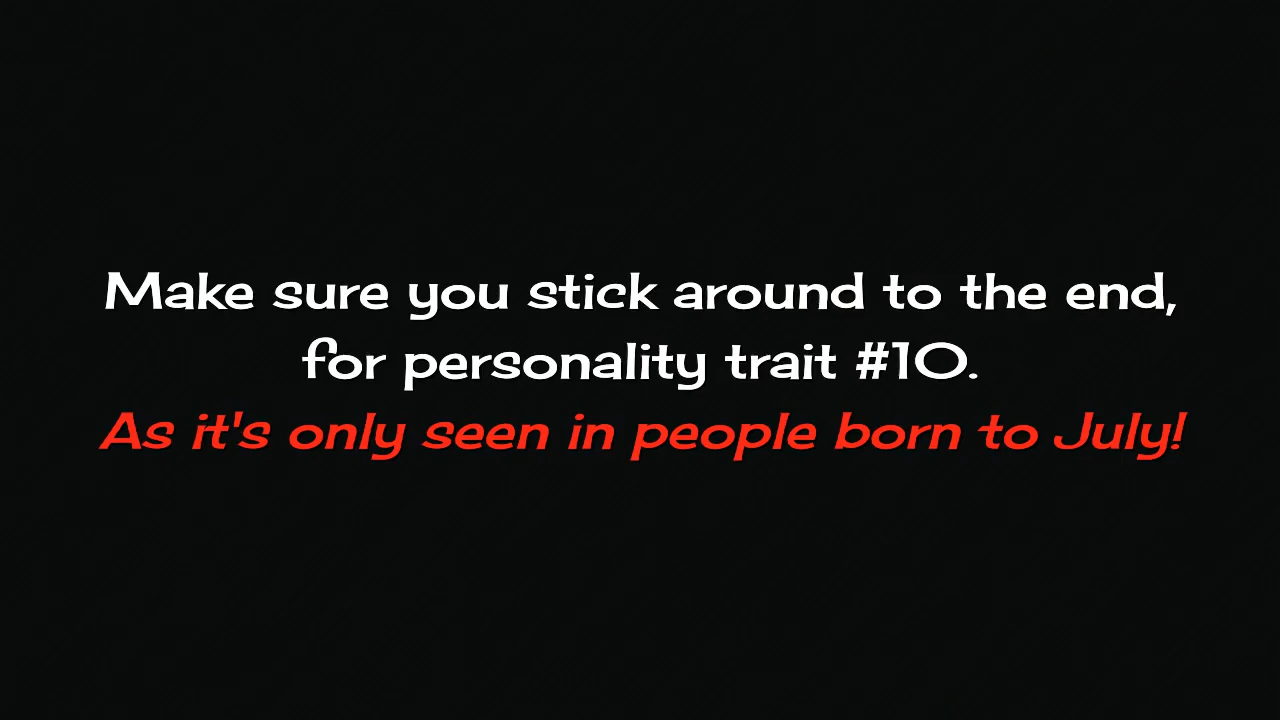 Make sure you stick around to the end,
for personality trait #10.
As it's only seen in people born to July!